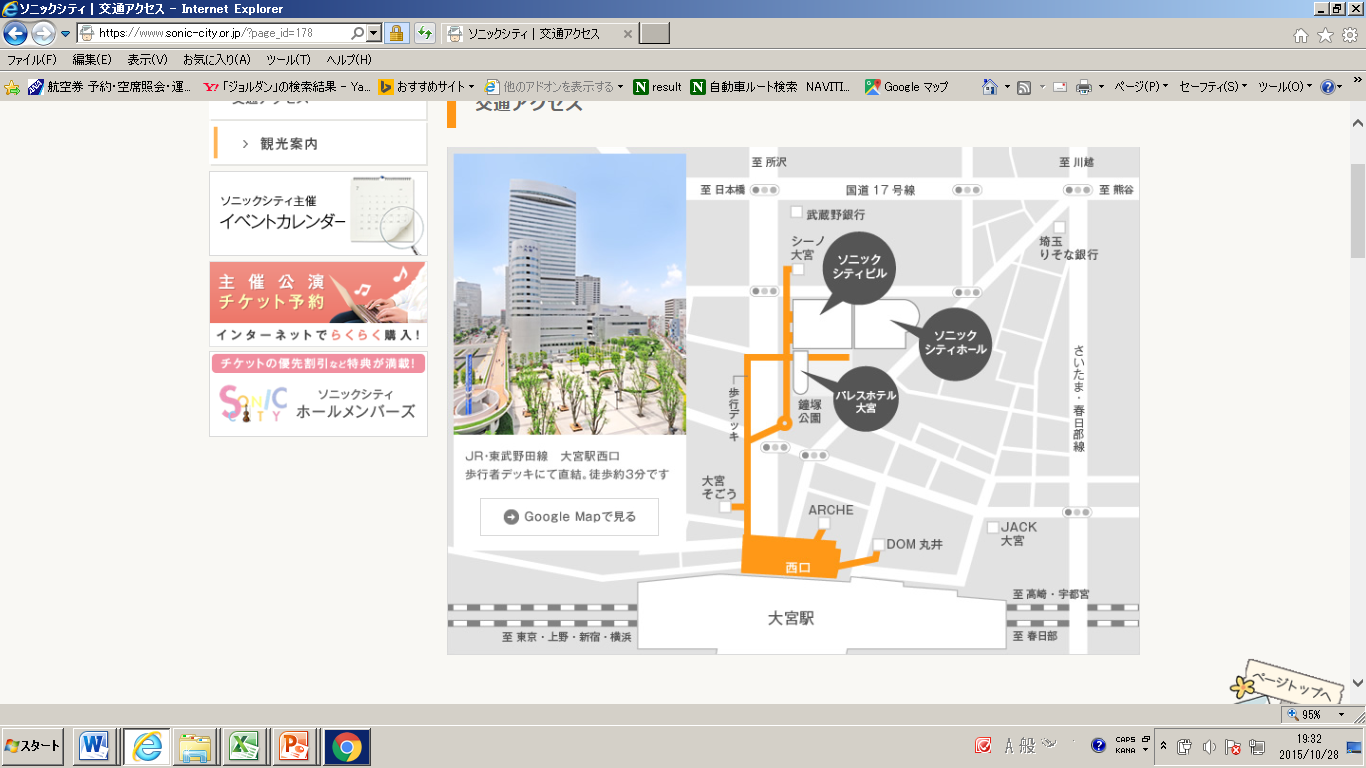 ソニックシティ | 交通アクセス - Internet Explorer
https://www.sonic-city.or.jp/?page_id=178
ソニックシティ | 交通アクセス
ファイル(F) 編集(E) 表示(V) お気に入り(A) ツール(T) ヘルプ(H)
航空券 予約・空席照会・運... 「ジョルダン」の検索結果 - Ya... おすすめサイト 他のアドオンを表示する result 自動車ルート検索 NAVITI... Google マップ ページ(P) セーフティ(S) ツール(O)
交通アクセス
観光案内
ソニックシティ主催
イベントカレンダー
主催公演
チケット予約
インターネットでらくらく購入!
チケットの優先割引など特典が満載!
SONIC CITY
ソニックシティ
ホールメンバーズ
交通アクセス
JR・東武野田線 大宮駅西口
歩行者デッキにて直結。徒歩約3分です
Google Mapで見る
至 所沢
至 川越
至 日本橋
国道 17 号線
至 熊谷
武蔵野銀行
シーノ
大宮
埼玉
りそな銀行
ソニック
シティビル
ソニック
シティホール
パレスホテル
大宮
鐘塚
公園
歩行デッキ
さいたま・春日部線
大宮
そごう
ARCHE
DOM 丸井
JACK
大宮
西口
大宮駅
至 高崎・宇都宮
至 春日部
至 東京・上野・新宿・横浜
ページトップへ
95%
スタート
A 般
CAPS
KANA
19:32
2015/10/28